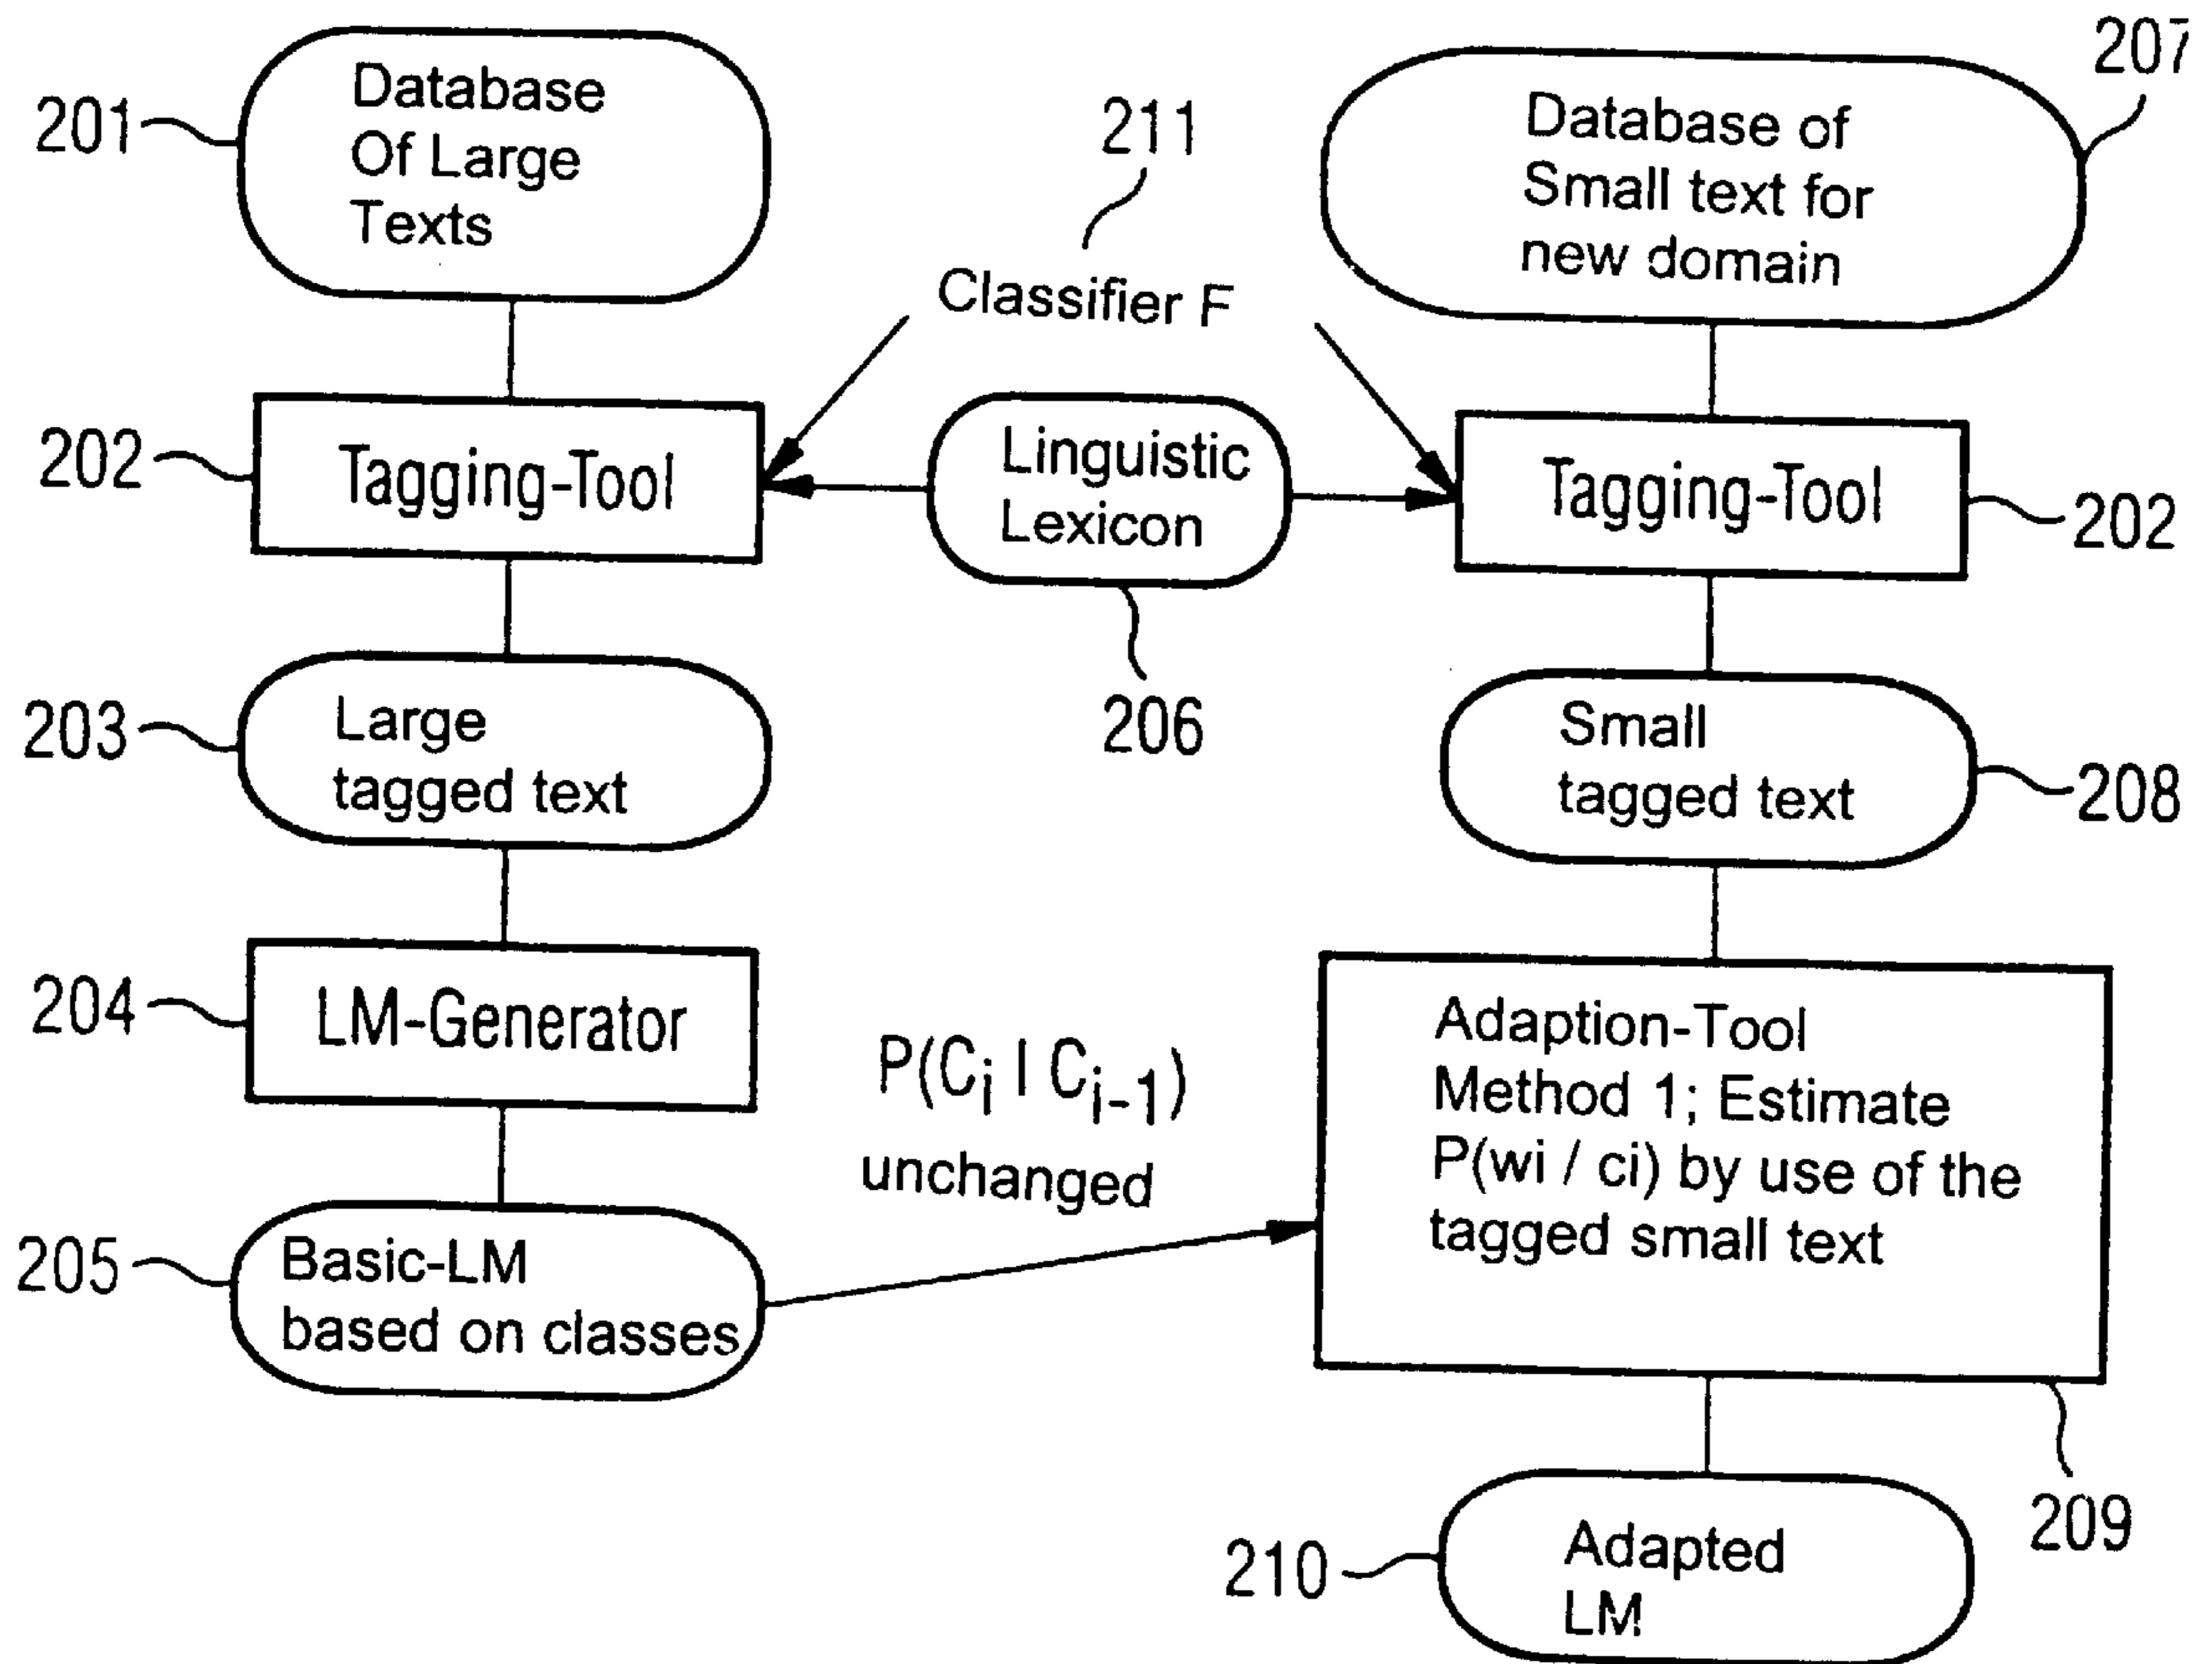 201
Database
Of Large
Texts
211
Classifier F
207
Database of
Small text for
new domain
202
Tagging-Tool
Linguistic
Lexicon
206
Tagging-Tool
202
203
Large
tagged text
Small
tagged text
208
204
LM-Generator
P(Ci | Ci-1)
unchanged
205
Basic-LM
based on classes
Adaption-Tool
Method 1; Estimate
P(wi / ci) by use of the
tagged small text
209
210
Adapted
LM